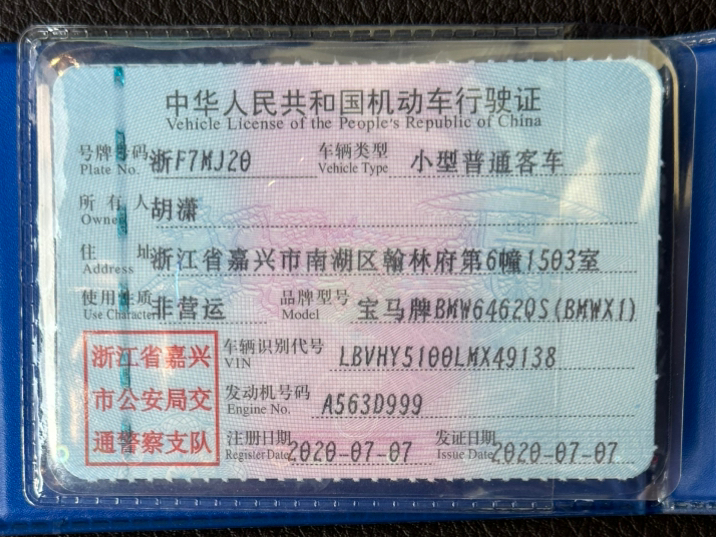 中华人民共和国机动车行驶证
Vehicle License of the People's Republic of China
号牌号码 浙F7MJ20 车辆类型 小型普通客车
Plate No. Vehicle Type
所有人 胡潇
Owner
住址 浙江省嘉兴市南湖区翰林府第6幢1503室
Address
使用性质 非营运 品牌型号 宝马牌BMW6462QS(BMWX1)
Use Character Model
浙江省嘉兴
市公安局交
通警察支队
车辆识别代号 LBVHY5100LMX49138
VIN
发动机号码 A563D999
Engine No.
注册日期 2020-07-07 发证日期 2020-07-07
Register Date Issue Date